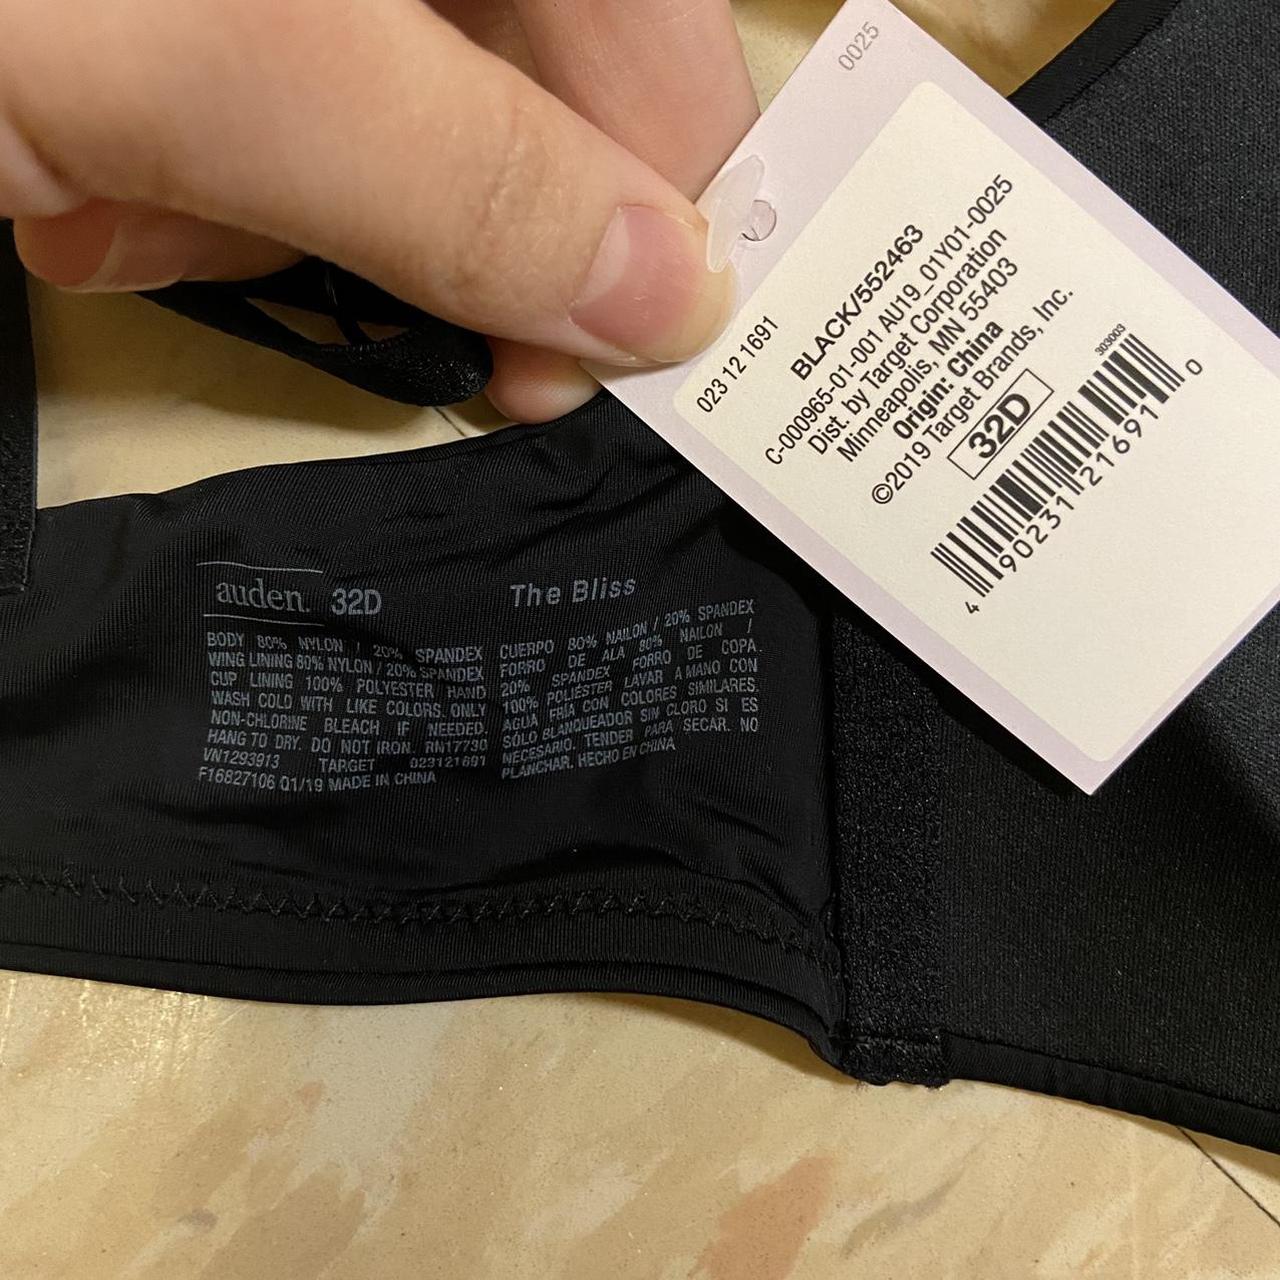 0025
023 12 1691
BLACK/552463
C-000965-01-001 AU19_01Y01-0025
Dist. by Target Corporation
Minneapolis, MN 55403
Origin: China
©2019 Target Brands, Inc.
32D
303003
4 90231 21691 0
auden. 32D
BODY 80% NYLON / 20% SPANDEX
WING LINING 80% NYLON / 20% SPANDEX
CUP LINING 100% POLYESTER HAND
WASH COLD WITH LIKE COLORS. ONLY
NON-CHLORINE BLEACH IF NEEDED.
HANG TO DRY. DO NOT IRON. RN17730
VN1293913 TARGET 023121691
F16827106 Q1/19 MADE IN CHINA
The Bliss
CUERPO 80% NAILON / 20% SPANDEX
FORRO DE ALA 80% NAILON /
20% SPANDEX FORRO DE COPA.
100% POLIÉSTER LAVAR A MANO CON
AGUA FRÍA CON COLORES SIMILARES.
SÓLO BLANQUEADOR SIN CLORO SI ES
NECESARIO. TENDER PARA SECAR. NO
PLANCHAR. HECHO EN CHINA